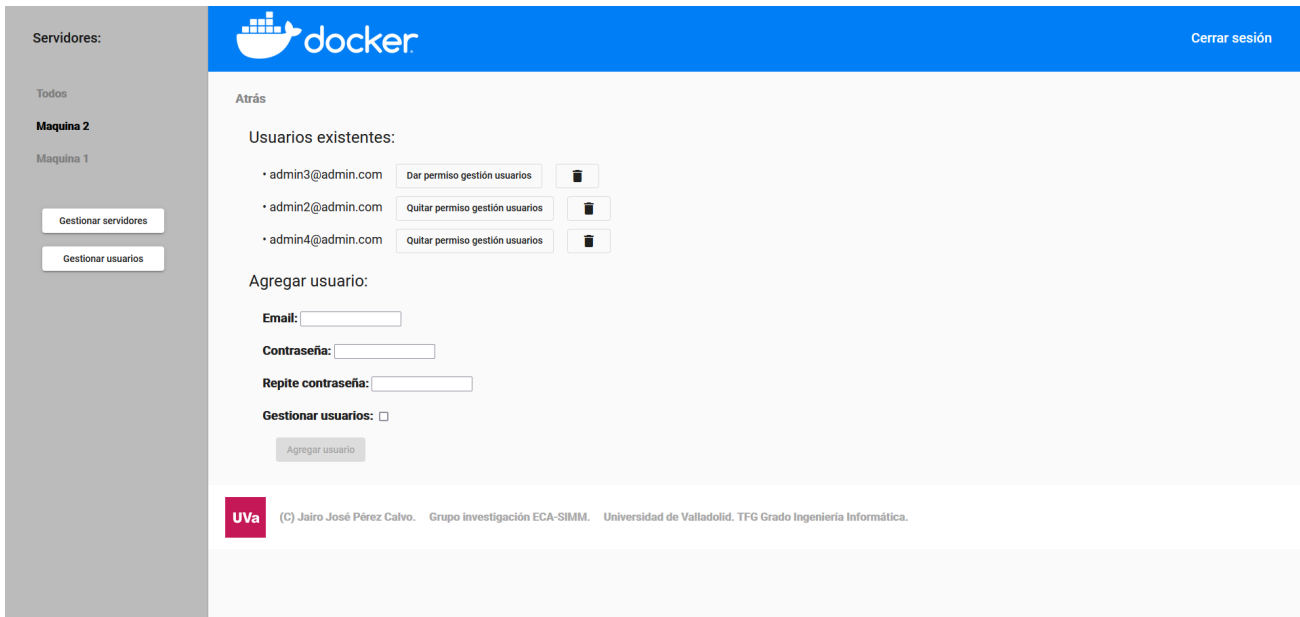 Servidores:
Todos
Maquina 2
Maquina 1
Gestionar servidores
Gestionar usuarios
docker
Cerrar sesión
Atrás
Usuarios existentes:
• admin3@admin.com Dar permiso gestión usuarios
• admin2@admin.com Quitar permiso gestión usuarios
• admin4@admin.com Quitar permiso gestión usuarios
Agregar usuario:
Email:
Contraseña:
Repite contraseña:
Gestionar usuarios:
Agregar usuario
UVa (C) Jairo José Pérez Calvo. Grupo investigación ECA-SIMM. Universidad de Valladolid. TFG Grado Ingeniería Informática.